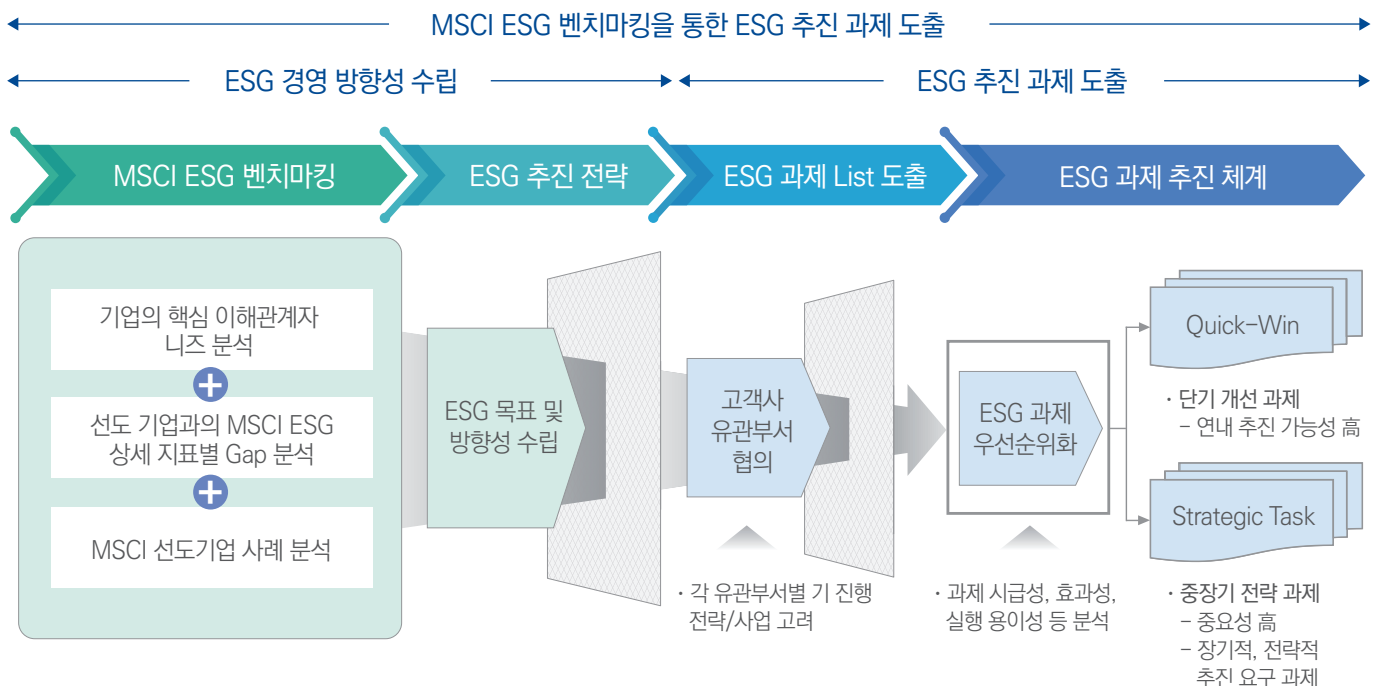 MSCI ESG 벤치마킹을 통한 ESG 추진 과제 도출
ESG 경영 방향성 수립
ESG 추진 과제 도출
MSCI ESG 벤치마킹
ESG 추진 전략
ESG 과제 List 도출
ESG 과제 추진 체계
기업의 핵심 이해관계자
니즈 분석
선도 기업과의 MSCI ESG
상세 지표별 Gap 분석
MSCI 선도기업 사례 분석
ESG 목표 및
방향성 수립
고객사
유관부서
협의
· 각 유관부서별 기 진행
전략/사업 고려
ESG 과제
우선순위화
· 과제 시급성, 효과성,
실행 용이성 등 분석
Quick-Win
· 단기 개선 과제
- 연내 추진 가능성 高
Strategic Task
· 중장기 전략 과제
- 중요성 高
- 장기적, 전략적
추진 요구 과제